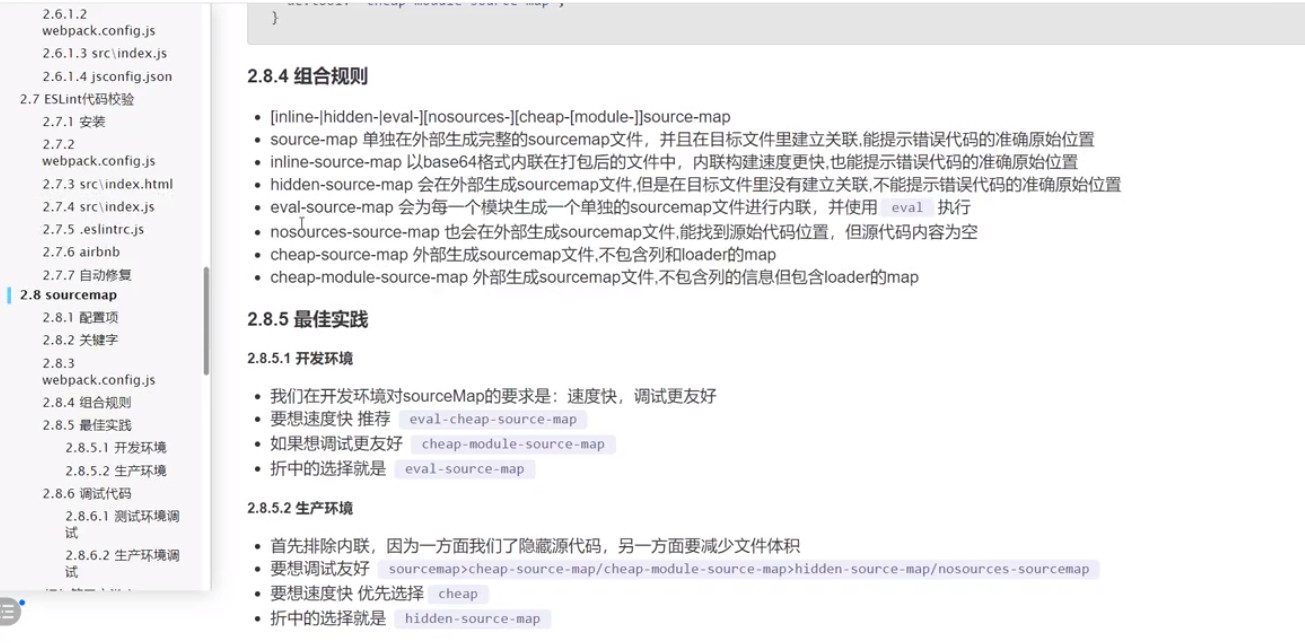 2.6.1.2
webpack.config.js
2.6.1.3 src\index.js
2.6.1.4 jsconfig.json
2.7 ESLint代码校验
2.7.1 安装
2.7.2
webpack.config.js
2.7.3 src\index.html
2.7.4 src\index.js
2.7.5 .eslintrc.js
2.7.6 airbnb
2.7.7 自动修复
2.8 sourcemap
2.8.1 配置项
2.8.2 关键字
2.8.3
webpack.config.js
2.8.4 组合规则
2.8.5 最佳实践
2.8.5.1 开发环境
2.8.5.2 生产环境
2.8.6 调试代码
2.8.6.1 测试环境调
试
2.8.6.2 生产环境调
试
}
2.8.4 组合规则
[inline-|hidden-|eval-][nosources-][cheap-[module-]]source-map
source-map 单独在外部生成完整的sourcemap文件，并且在目标文件里建立关联,能提示错误代码的准确原始位置
inline-source-map 以base64格式内联在打包后的文件中，内联构建速度更快,也能提示错误代码的准确原始位置
hidden-source-map 会在外部生成sourcemap文件,但是在目标文件里没有建立关联,不能提示错误代码的准确原始位置
eval-source-map 会为每一个模块生成一个单独的sourcemap文件进行内联，并使用 eval 执行
nosources-source-map 也会在外部生成sourcemap文件,能找到源始代码位置，但源代码内容为空
cheap-source-map 外部生成sourcemap文件,不包含列和loader的map
cheap-module-source-map 外部生成sourcemap文件,不包含列的信息但包含loader的map
2.8.5 最佳实践
2.8.5.1 开发环境
我们在开发环境对sourceMap的要求是：速度快，调试更友好
要想速度快 推荐 eval-cheap-source-map
如果想调试更友好 cheap-module-source-map
折中的选择就是 eval-source-map
2.8.5.2 生产环境
首先排除内联，因为一方面我们了隐藏源代码，另一方面要减少文件体积
要想调试友好 sourcemap>cheap-source-map/cheap-module-source-map>hidden-source-map/nosources-sourcemap
要想速度快 优先选择 cheap
折中的选择就是 hidden-source-map